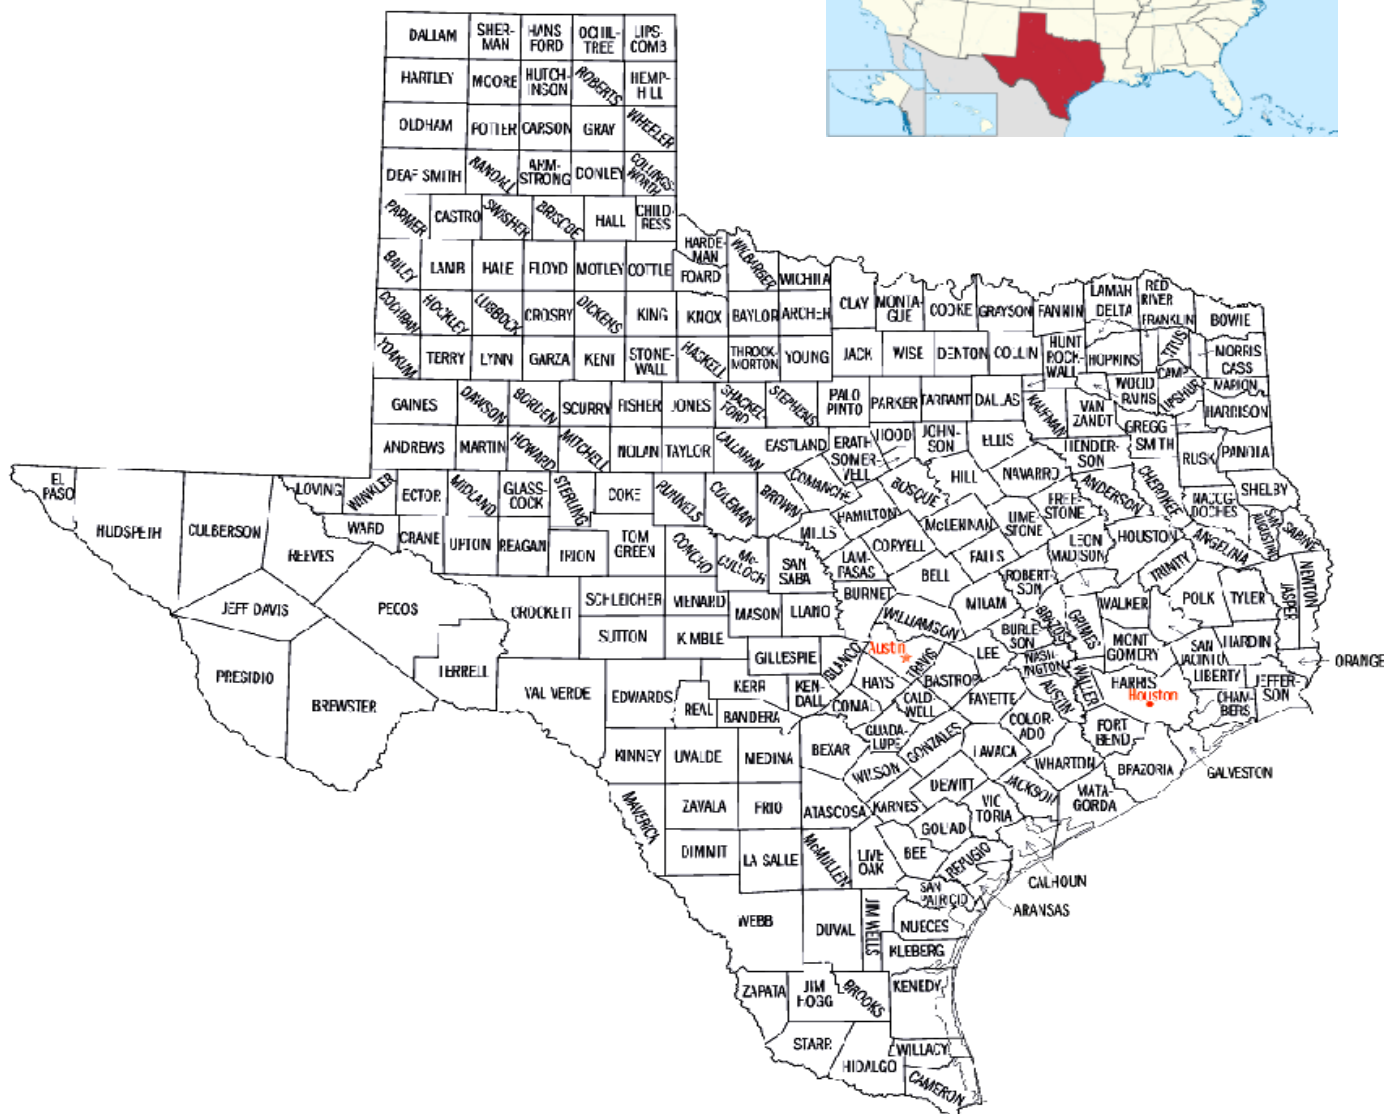 DALLAM
SHER-
MAN
HANS
FORD
OCHIL-
TREE
LIPS-
COMB
HARTLEY
MOORE
HUTCH-
INSON
ROBERTS
HEMP-
HILL
OLDHAM
POTTER
CARSON
GRAY
WHEELER
DEAF SMITH
RANDALL
ARM-
STRONG
DONLEY
COLLINGS-
WORTH
PARMER
CASTRO
SWISHER
BRISCOE
HALL
CHILD-
RESS
BAILEY
LAMB
HALE
FLOYD
MOTLEY
COTTLE
HARDE-
MAN
FOARD
WILBARGER
WICHITA
COCHRAN
HOCKLEY
LUBBOCK
CROSBY
DICKENS
KING
KNOX
BAYLOR
ARCHER
CLAY
MONTA-
GUE
COOKE
GRAYSON
FANNIN
LAMAR
DELTA
RED
RIVER
FRANKLIN
BOWIE
YOAKUM
TERRY
LYNN
GARZA
KENT
STONE-
WALL
HASKELL
THROCK-
MORTON
YOUNG
JACK
WISE
DENTON
COLLIN
HUNT
ROCK-
WALL
HOPKINS
TITUS
CAMP
NORRIS
CASS
GAINES
DAWSON
BORDEN
SCURRY
FISHER
JONES
SHACKEL
FORD
STEPHENS
PALO
PINTO
PARKER
TARRANT
DALLAS
KAUFMAN
VAN
ZANDT
WOOD
RAINS
UPSHUR
MARION
HARRISON
GREGG
SMITH
ANDREWS
MARTIN
HOWARD
MITCHELL
NOLAN
TAYLOR
CALLAHAN
EASTLAND
ERATH
SOMER-
VELL
HOOD
JOHN-
SON
ELLIS
HENDER-
SON
RUSK
PANOLA
EL
PASO
HUDSPETH
CULBERSON
REEVES
LOVING
WINKLER
ECTOR
MIDLAND
GLASS-
COCK
STERLING
COKE
RUNNELS
COLEMAN
BROWN
COMANCHE
BOSQUE
HILL
NAVARRO
ANDERSON
CHEROKEE
NACOG-
DOCHES
SHELBY
WARD
CRANE
UPTON
REAGAN
IRION
TOM
GREEN
CONCHO
Mc-
CULLOCH
SAN
SABA
MILLS
HAMILTON
McLENNAN
LIME-
STONE
FREE-
STONE
LEON
MADISON
HOUSTON
ANGELINA
SAN
AUGUSTINE
SABINE
LAM-
PASAS
CORYELL
BELL
FALLS
ROBERT-
SON
TRINITY
POLK
TYLER
JASPER
NEWTON
JEFF DAVIS
PECOS
CROCKETT
SCHLEICHER
MENARD
MASON
LLANO
BURNET
WILLIAMSON
MILAM
BRAZOS
GRIMES
WALKER
SUTTON
KIMBLE
GILLESPIE
BLANCO
Austin
TRAVIS
LEE
BURLE-
SON
WASH-
INGTON
MONT
GOMERY
SAN
JACINTO
HARDIN
LIBERTY
ORANGE
PRESIDIO
BREWSTER
TERRELL
VAL VERDE
EDWARDS
KERR
REAL
BANDERA
KEN-
DALL
HAYS
COMAL
BASTROP
CALD-
WELL
FAYETTE
AUSTIN
WALLER
HARRIS
Houston
CHAM-
BERS
JEFFER-
SON
KINNEY
UVALDE
MEDINA
BEXAR
GUADA-
LUPE
GONZALES
COLOR-
ADO
LAVACA
FORT
BEND
WHARTON
BRAZORIA
GALVESTON
WILSON
MAVERICK
ZAVALA
FRIO
ATASCOSA
KARNES
DEWITT
JACKSON
MATA-
GORDA
VIC
TORIA
GOLIAD
DIMMIT
LA SALLE
McMULLEN
LIVE
OAK
BEE
REFUGIO
CALHOUN
ARANSAS
SAN
PATRICIO
WEBB
DUVAL
JIM WELLS
NUECES
KLEBERG
ZAPATA
JIM
HOGG
BROOKS
KENEDY
STARR
HIDALGO
WILLACY
CAMERON